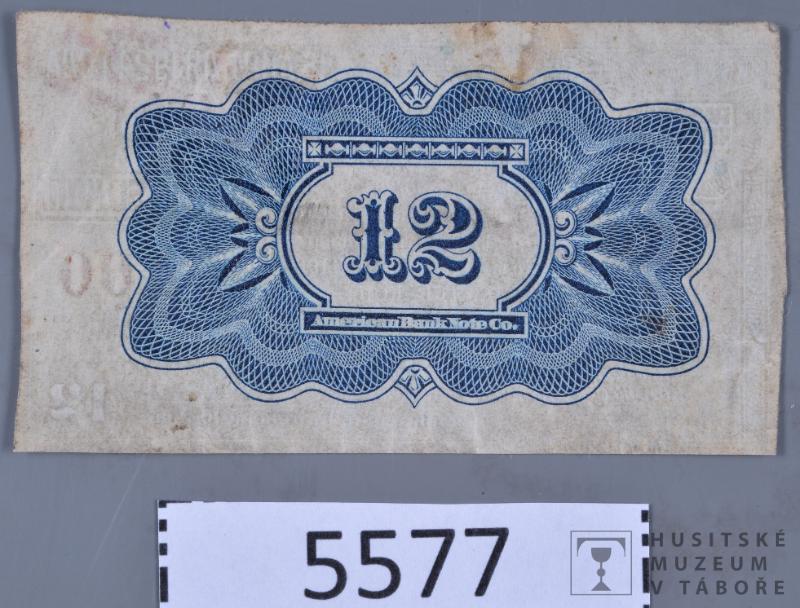 12
American Bank Note Co.
5577
HUSITSKÉ
MUZEUM
V TÁBOŘE